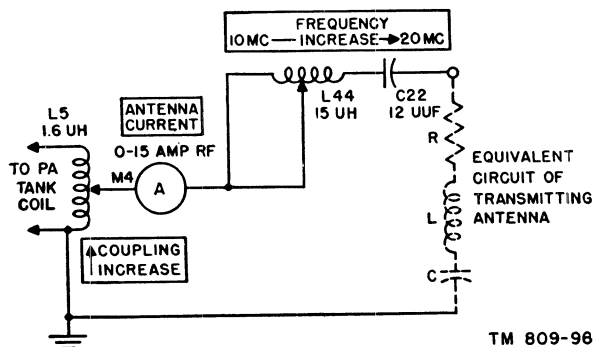 FREQUENCY
10MC — INCREASE → 20MC
L5
1.6 UH
ANTENNA
CURRENT
0-15 AMP RF
L44
15 UH
C22
12 UUF
TO PA
TANK
COIL
M4
A
R
EQUIVALENT
CIRCUIT OF
TRANSMITTING
ANTENNA
L
COUPLING
INCREASE
C
TM 809-96